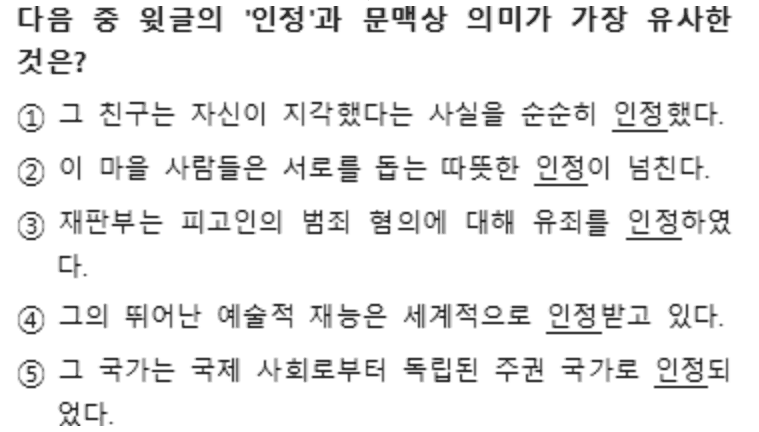 다음 중 윗글의 '인정'과 문맥상 의미가 가장 유사한
것은?
① 그 친구는 자신이 지각했다는 사실을 순순히 인정했다.
② 이 마을 사람들은 서로를 돕는 따뜻한 인정이 넘친다.
③ 재판부는 피고인의 범죄 혐의에 대해 유죄를 인정하였
다.
④ 그의 뛰어난 예술적 재능은 세계적으로 인정받고 있다.
⑤ 그 국가는 국제 사회로부터 독립된 주권 국가로 인정되
었다.